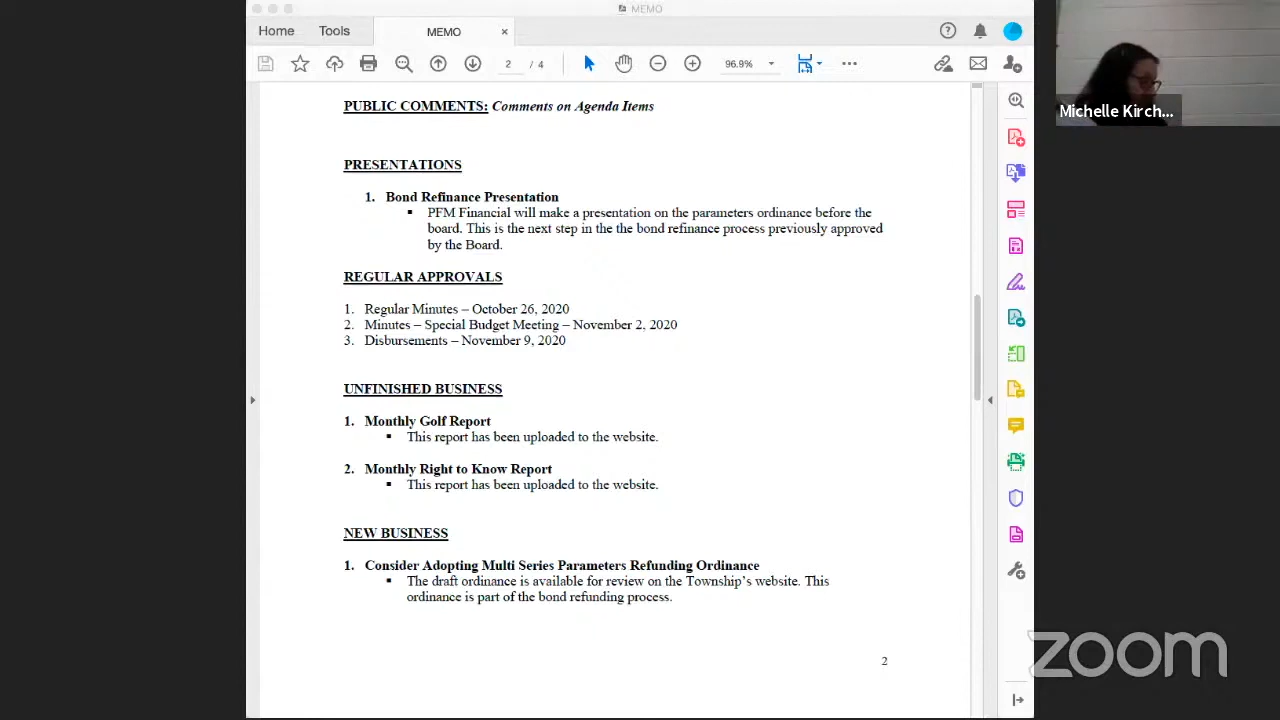 MEMO
Home
Tools
MEMO
×
2
/ 4
96.9%
Michelle Kirch...
PUBLIC COMMENTS: Comments on Agenda Items
PRESENTATIONS
1. Bond Refinance Presentation
▪ PFM Financial will make a presentation on the parameters ordinance before the
board. This is the next step in the the bond refinance process previously approved
by the Board.
REGULAR APPROVALS
1. Regular Minutes – October 26, 2020
2. Minutes – Special Budget Meeting – November 2, 2020
3. Disbursements – November 9, 2020
UNFINISHED BUSINESS
1. Monthly Golf Report
▪ This report has been uploaded to the website.
2. Monthly Right to Know Report
▪ This report has been uploaded to the website.
NEW BUSINESS
1. Consider Adopting Multi Series Parameters Refunding Ordinance
▪ The draft ordinance is available for review on the Township's website. This
ordinance is part of the bond refunding process.
2
zoom